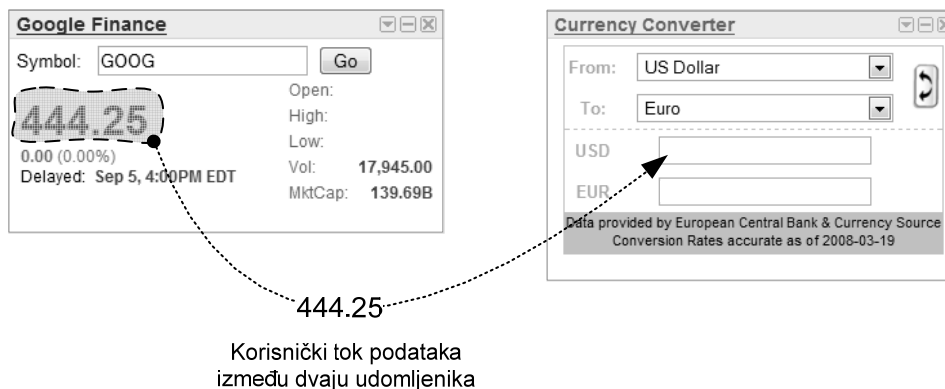 Google Finance
Symbol: GOOG Go
444.25
0.00 (0.00%)
Delayed: Sep 5, 4:00PM EDT
Open:
High:
Low:
Vol: 17,945.00
MktCap: 139.69B
Currency Converter
From: US Dollar
To: Euro
USD
EUR
Data provided by European Central Bank & Currency Source
Conversion Rates accurate as of 2008-03-19
444.25
Korisnički tok podataka
između dvaju udomljenika